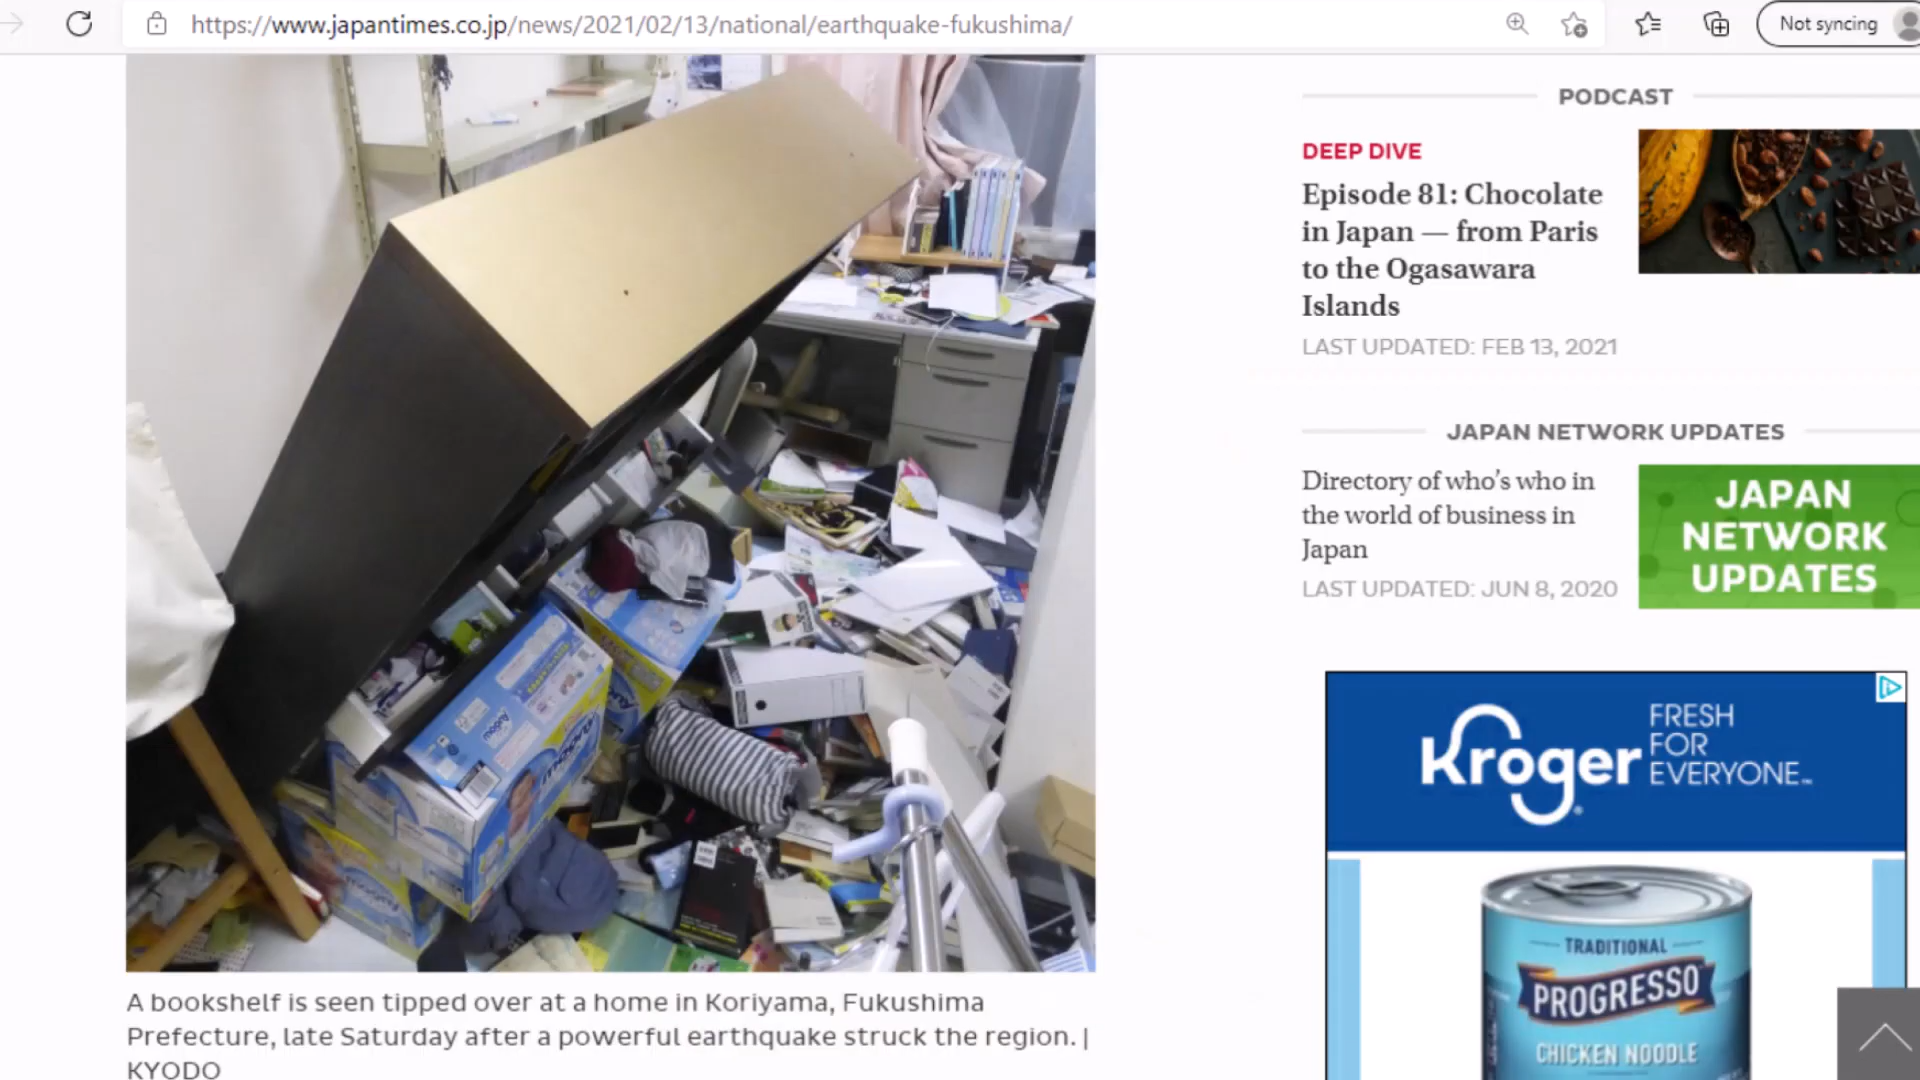 https://www.japantimes.co.jp/news/2021/02/13/national/earthquake-fukushima/
Not syncing
PODCAST
DEEP DIVE
Episode 81: Chocolate
in Japan — from Paris
to the Ogasawara
Islands
LAST UPDATED: FEB 13, 2021
JAPAN NETWORK UPDATES
Directory of who's who in
the world of business in
Japan
LAST UPDATED: JUN 8, 2020
JAPAN
NETWORK
UPDATES
Kroger
FRESH
FOR
EVERYONE™
TRADITIONAL
PROGRESSO
CHICKEN NOODLE
moony
A bookshelf is seen tipped over at a home in Koriyama, Fukushima
Prefecture, late Saturday after a powerful earthquake struck the region. |
KYODO